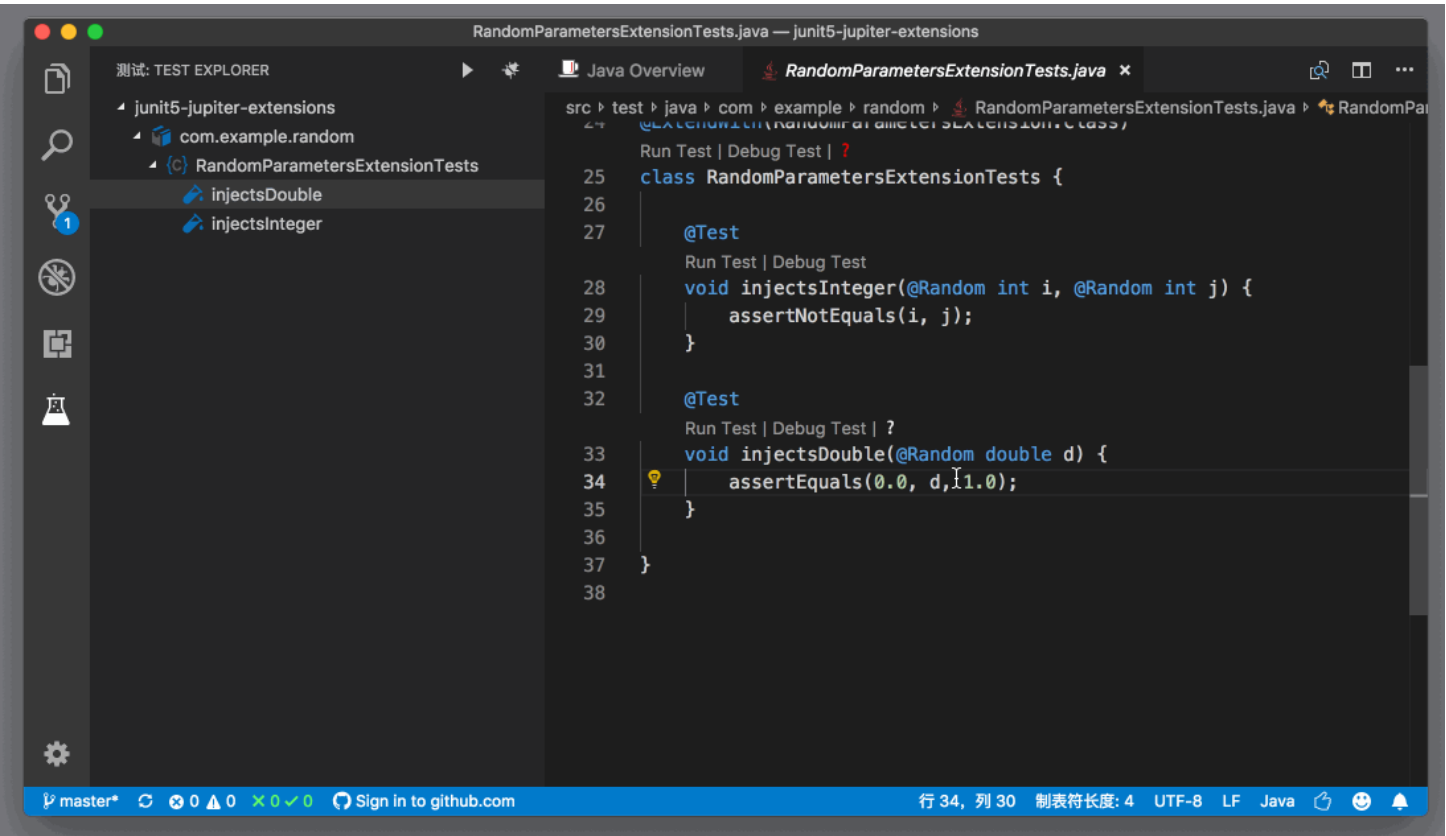 RandomParametersExtensionTests.java — junit5-jupiter-extensions
测试: TEST EXPLORER
junit5-jupiter-extensions
com.example.random
{C} RandomParametersExtensionTests
injectsDouble
injectsInteger
1
Java Overview
RandomParametersExtensionTests.java ×
src test java com example random RandomParametersExtensionTests.java RandomPar
24 @ExtendWith(RandomParametersExtension.class)
Run Test | Debug Test | ?
25 class RandomParametersExtensionTests {
26
27 @Test
Run Test | Debug Test
28 void injectsInteger(@Random int i, @Random int j) {
29 assertNotEquals(i, j);
30 }
31
32 @Test
Run Test | Debug Test | ?
33 void injectsDouble(@Random double d) {
34 assertEquals(0.0, d, 1.0);
35 }
36
37 }
38
master* 0 0 × 0 ✓ 0 Sign in to github.com
行 34, 列 30 制表符长度: 4 UTF-8 LF Java